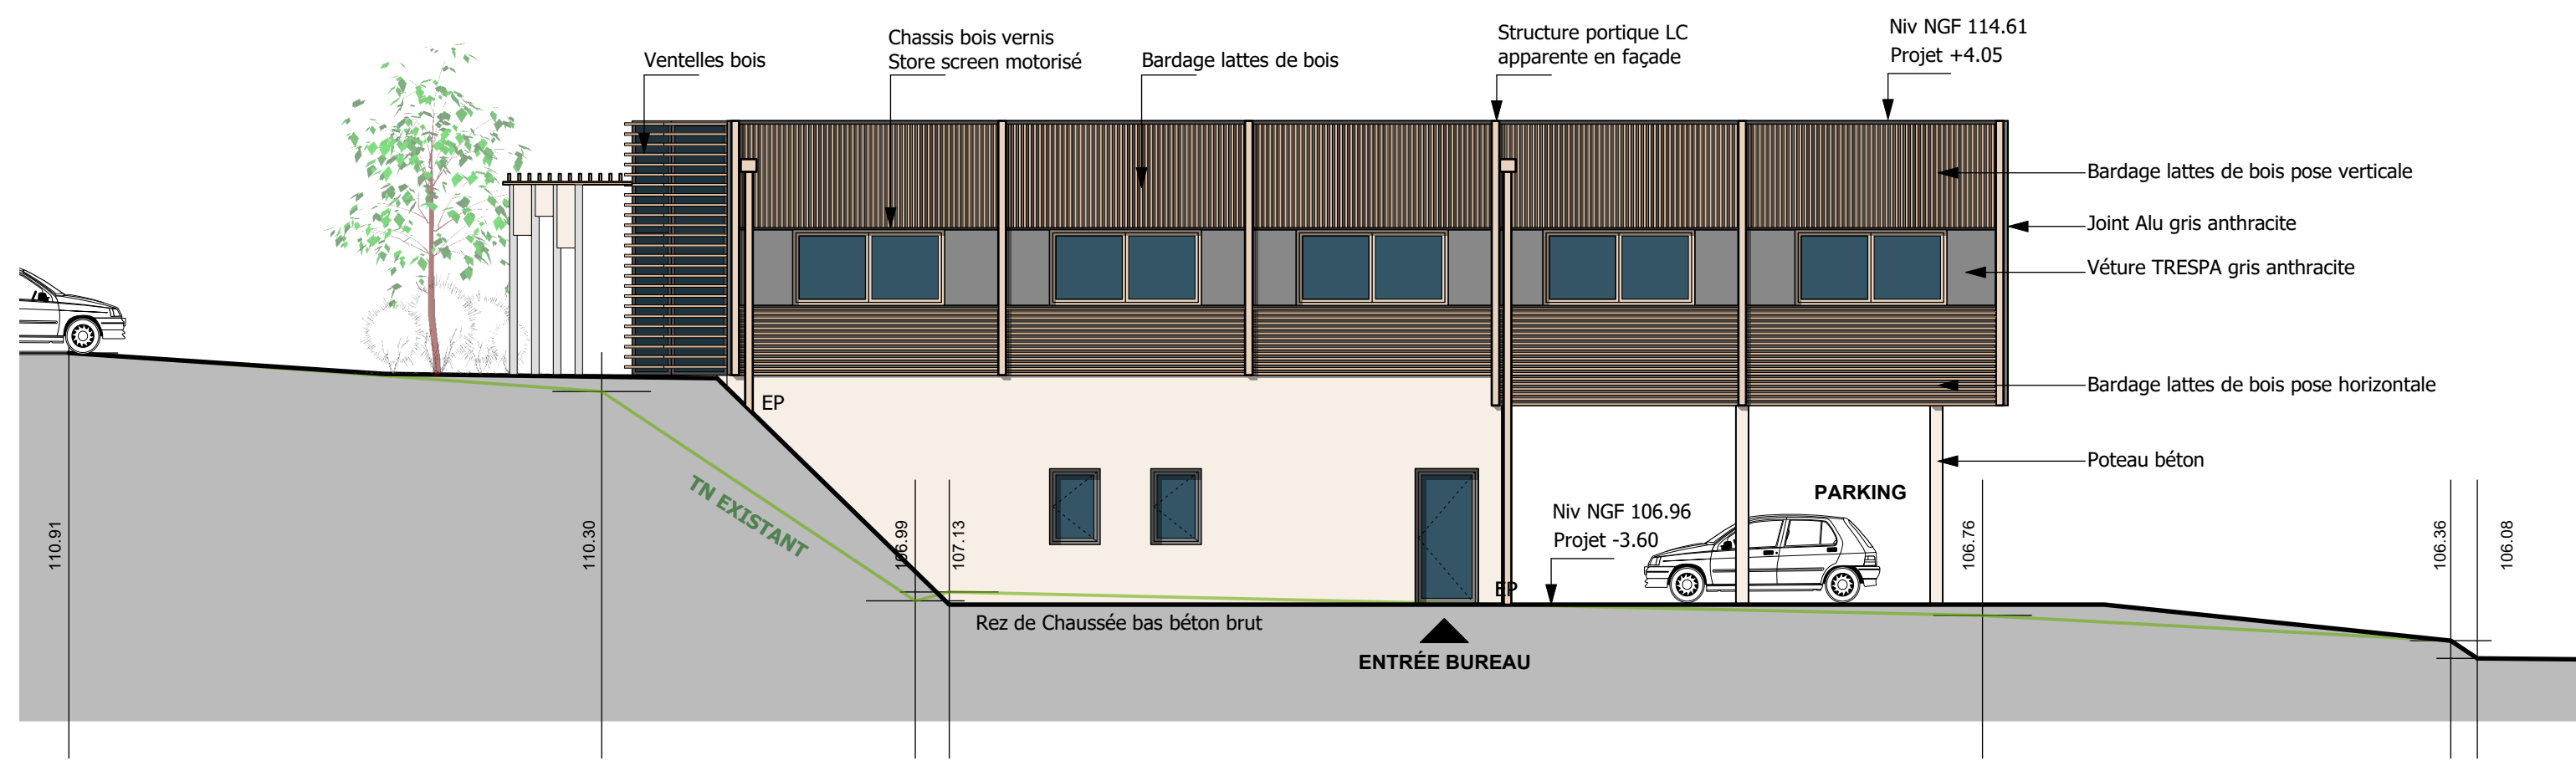 Ventelles bois
Chassis bois vernis
Store screen motorisé
Bardage lattes de bois
Structure portique LC
apparente en façade
Niv NGF 114.61
Projet +4.05
Bardage lattes de bois pose verticale
Joint Alu gris anthracite
Véture TRESPA gris anthracite
Bardage lattes de bois pose horizontale
Poteau béton
EP
TN EXISTANT
PARKING
Niv NGF 106.96
Projet -3.60
110.91
110.30
106.99
107.13
106.76
106.36
106.08
EP
Rez de Chaussée bas béton brut
ENTRÉE BUREAU